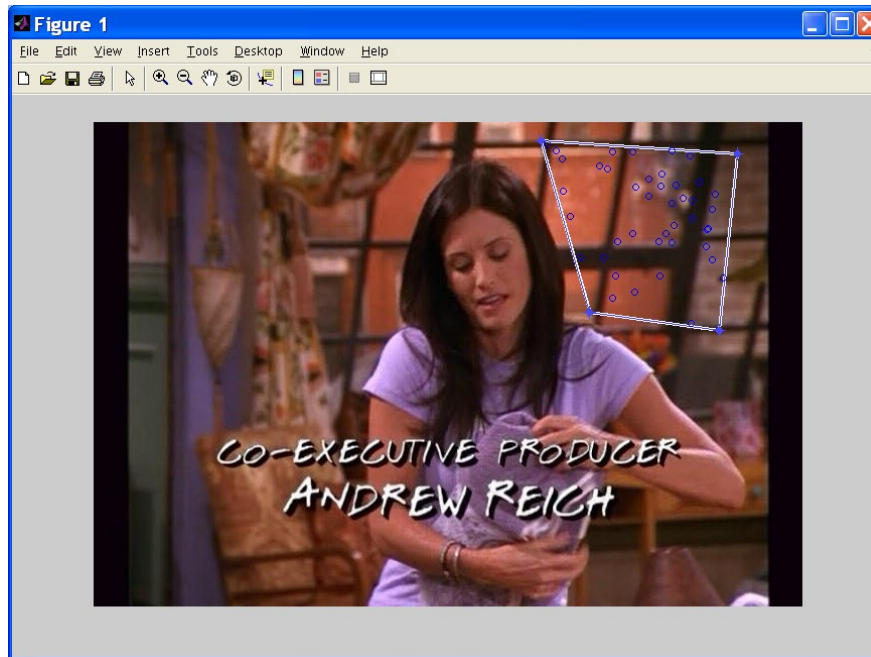 Figure 1
File Edit View Insert Tools Desktop Window Help
CO-EXECUTIVE PRODUCER
ANDREW REICH